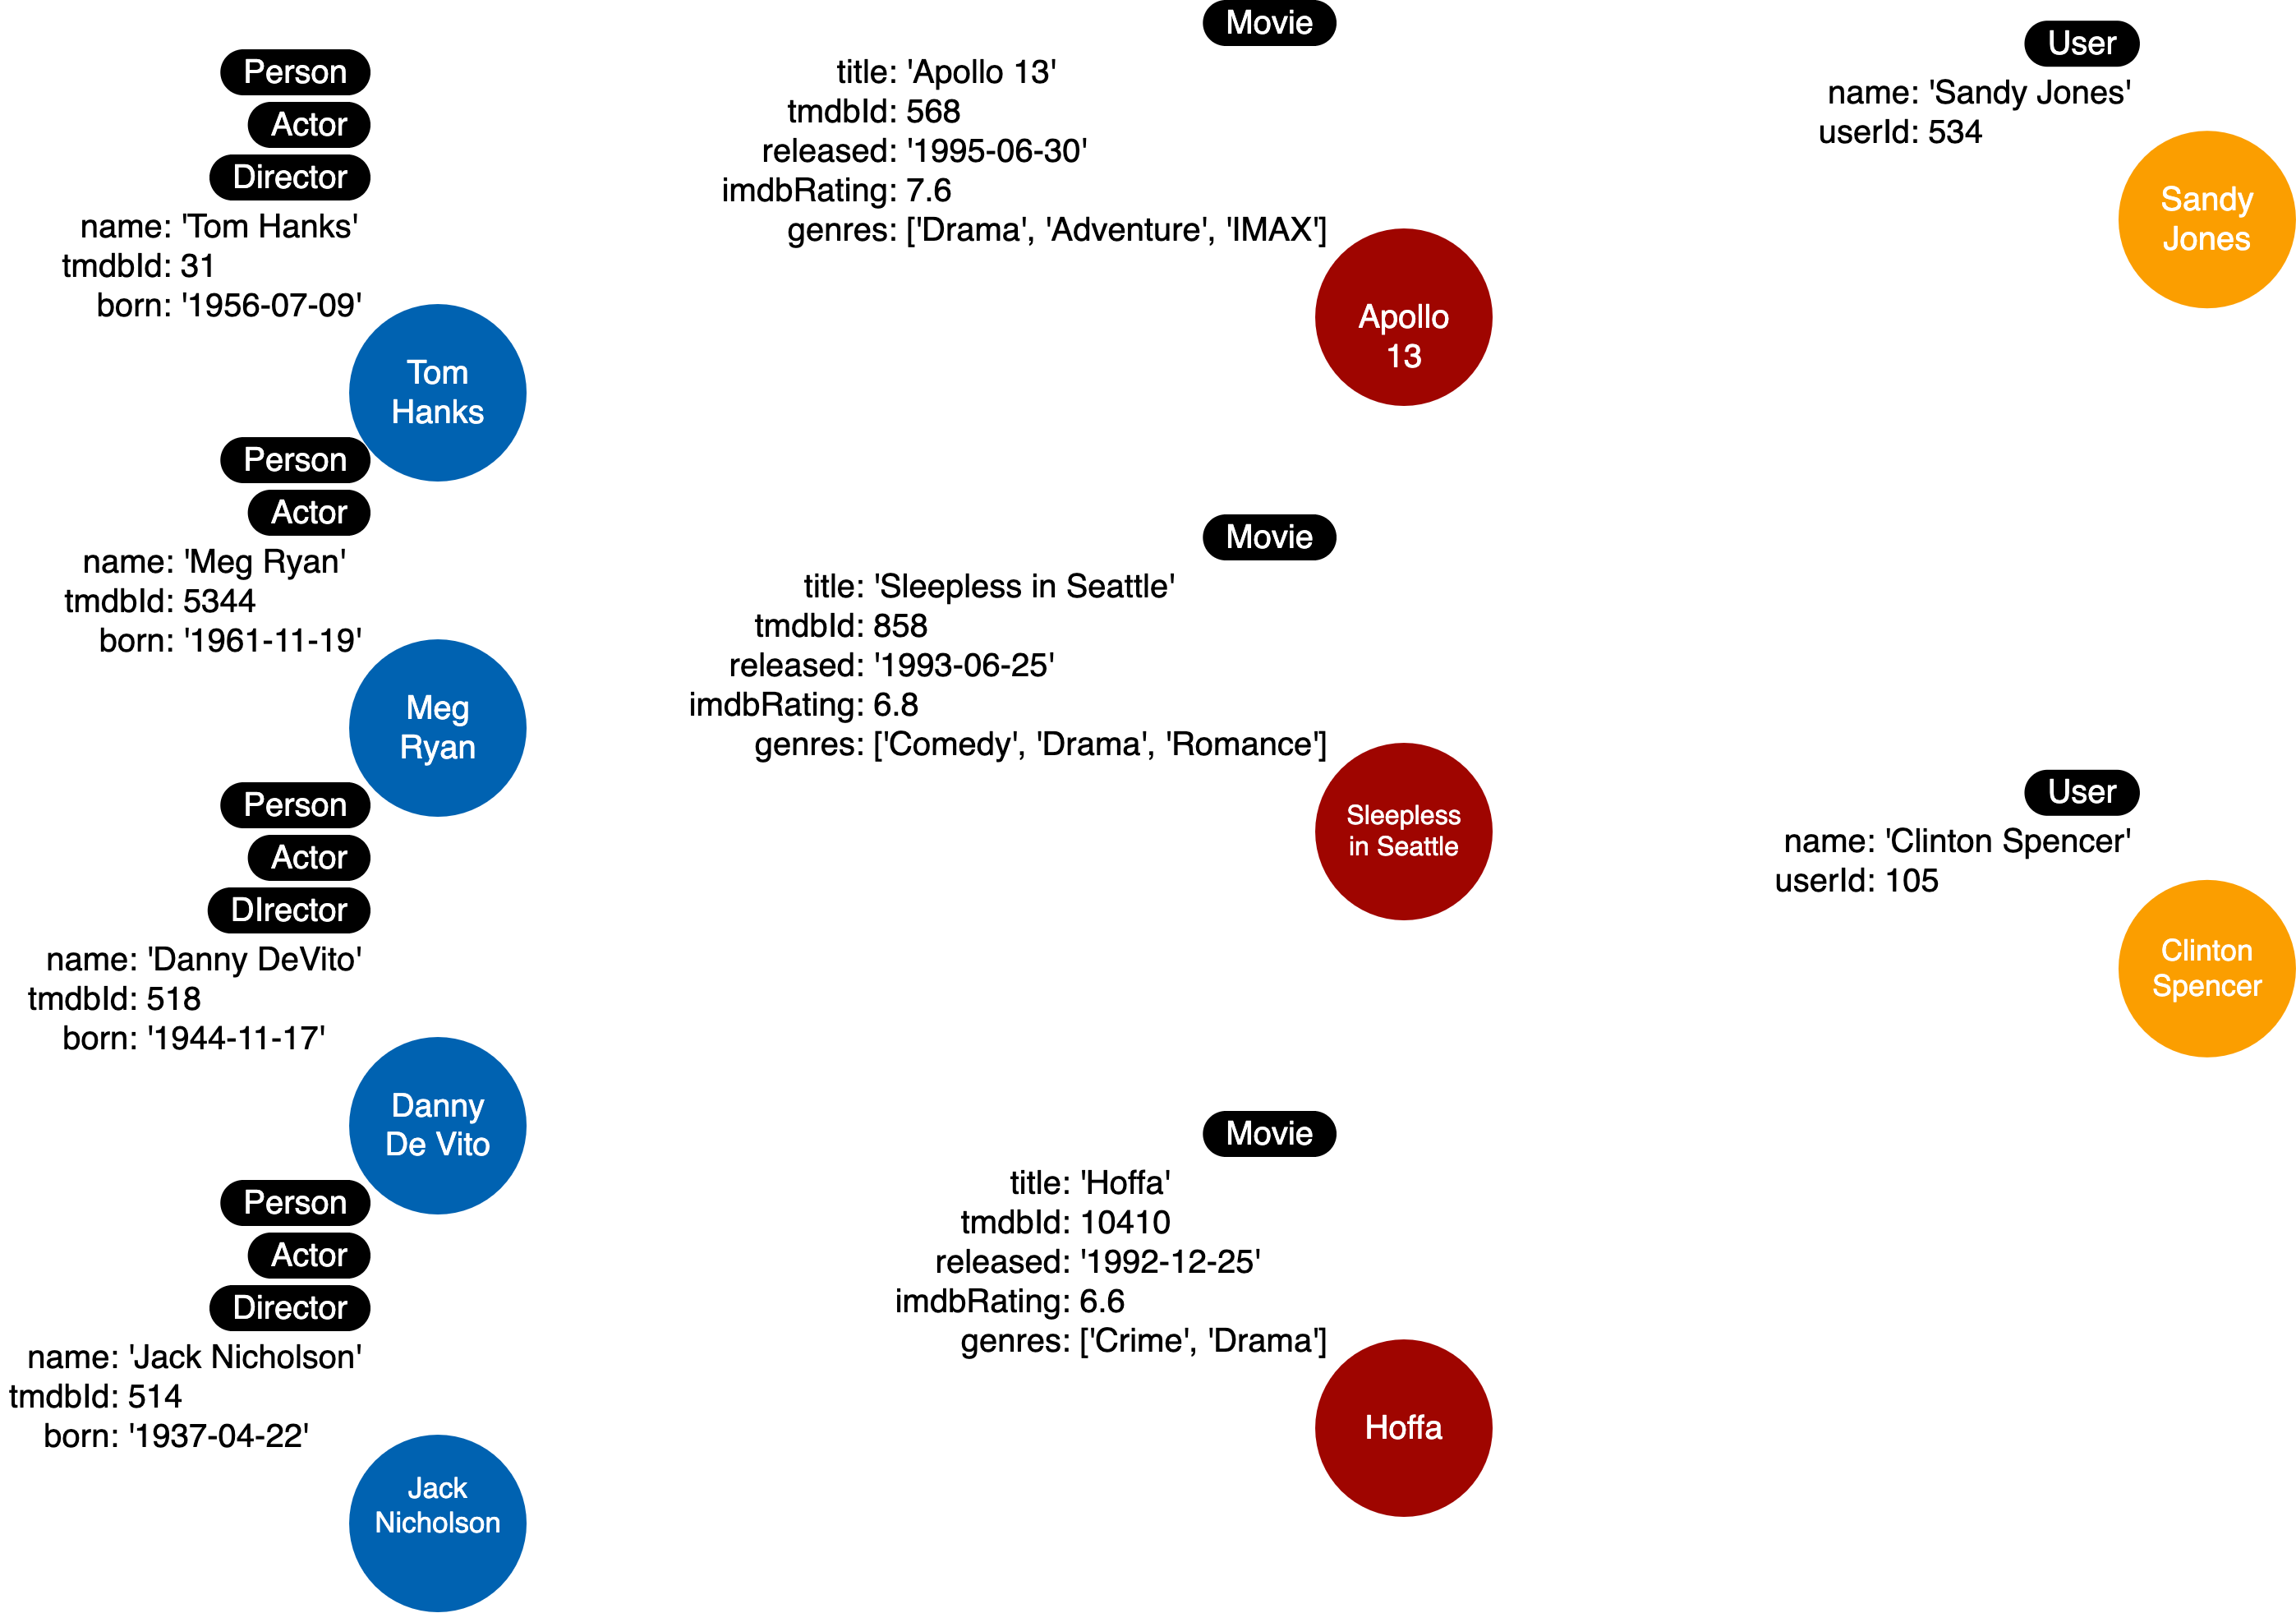 Person
Actor
Director
name: 'Tom Hanks'
tmdbId: 31
born: '1956-07-09'
Tom
Hanks
Person
Actor
name: 'Meg Ryan'
tmdbId: 5344
born: '1961-11-19'
Meg
Ryan
Person
Actor
DIrector
name: 'Danny DeVito'
tmdbId: 518
born: '1944-11-17'
Danny
De Vito
Person
Actor
Director
name: 'Jack Nicholson'
tmdbId: 514
born: '1937-04-22'
Jack
Nicholson
Movie
title: 'Apollo 13'
tmdbId: 568
released: '1995-06-30'
imdbRating: 7.6
genres: ['Drama', 'Adventure', 'IMAX']
Apollo
13
Movie
title: 'Sleepless in Seattle'
tmdbId: 858
released: '1993-06-25'
imdbRating: 6.8
genres: ['Comedy', 'Drama', 'Romance']
Sleepless
in Seattle
Movie
title: 'Hoffa'
tmdbId: 10410
released: '1992-12-25'
imdbRating: 6.6
genres: ['Crime', 'Drama']
Hoffa
User
name: 'Sandy Jones'
userId: 534
Sandy
Jones
User
name: 'Clinton Spencer'
userId: 105
Clinton
Spencer